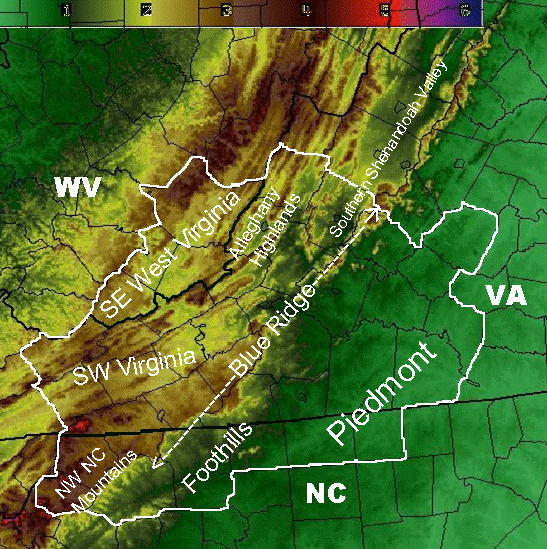 1 2 3 4 5 6
Southern Shenandoah Valley
WV
Alleghany
Highlands
SE West Virginia
VA
Blue Ridge
SW Virginia
Piedmont
Foothills
NW NC
Mountains
NC